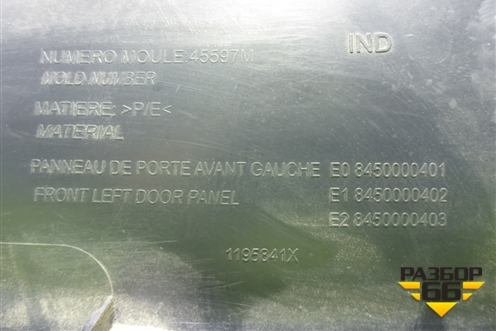 IND
NUMERO MOULE 45597M
MOLD NUMBER
MATIERE: >P/E<
MATERIAL
PANNEAU DE PORTE AVANT GAUCHE E0 8450000401
FRONT LEFT DOOR PANEL E1 8450000402
E2 8450000403
1195841X
РАЗБОР
66